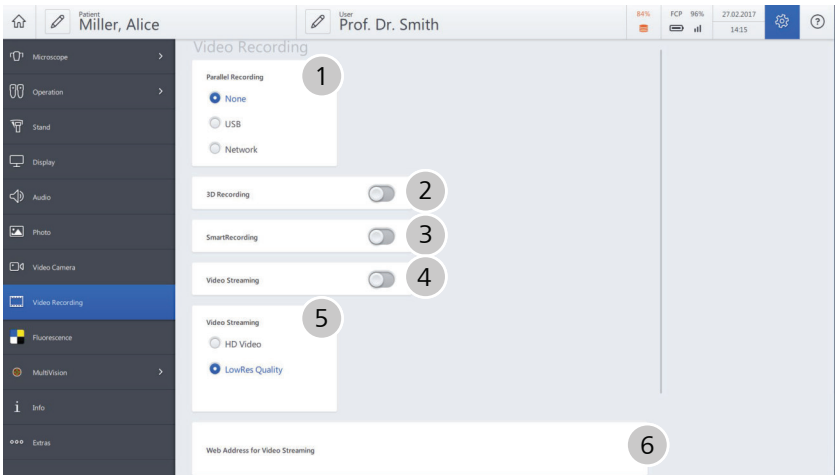 Patient
Miller, Alice
User
Prof. Dr. Smith
84%
FCP 96%
27.02.2017
14:15
?
Microscope
Operation
Stand
Display
Audio
Photo
Video Camera
Video Recording
Fluorescence
MultiVision
i Info
Extras
Video Recording
Parallel Recording
1
None
USB
Network
3D Recording
2
SmartRecording
3
Video Streaming
4
Video Streaming
5
HD Video
LowRes Quality
Web Address for Video Streaming
6